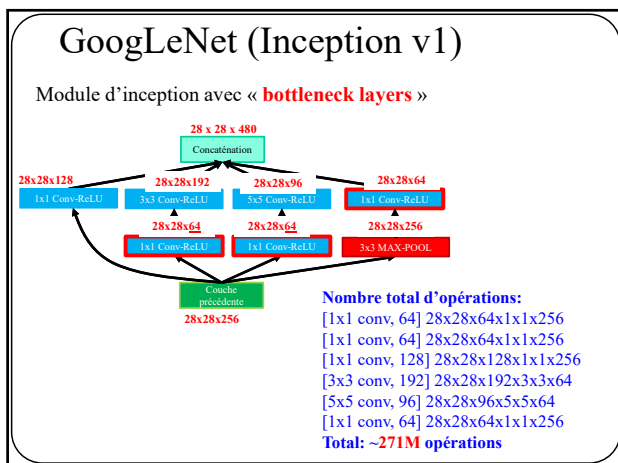 GoogLeNet (Inception v1)
Module d'inception avec « bottleneck layers »
28 x 28 x 480
Concaténation
28x28x128
28x28x192
28x28x96
28x28x64
1x1 Conv-ReLU
3x3 Conv-ReLU
5x5 Conv-ReLU
1x1 Conv-ReLU
28x28x64
28x28x64
28x28x256
1x1 Conv-ReLU
1x1 Conv-ReLU
3x3 MAX-POOL
Couche
précédente
28x28x256
Nombre total d'opérations:
[1x1 conv, 64] 28x28x64x1x1x256
[1x1 conv, 64] 28x28x64x1x1x256
[1x1 conv, 128] 28x28x128x1x1x256
[3x3 conv, 192] 28x28x192x3x3x64
[5x5 conv, 96] 28x28x96x5x5x64
[1x1 conv, 64] 28x28x64x1x1x256
Total: ~271M opérations